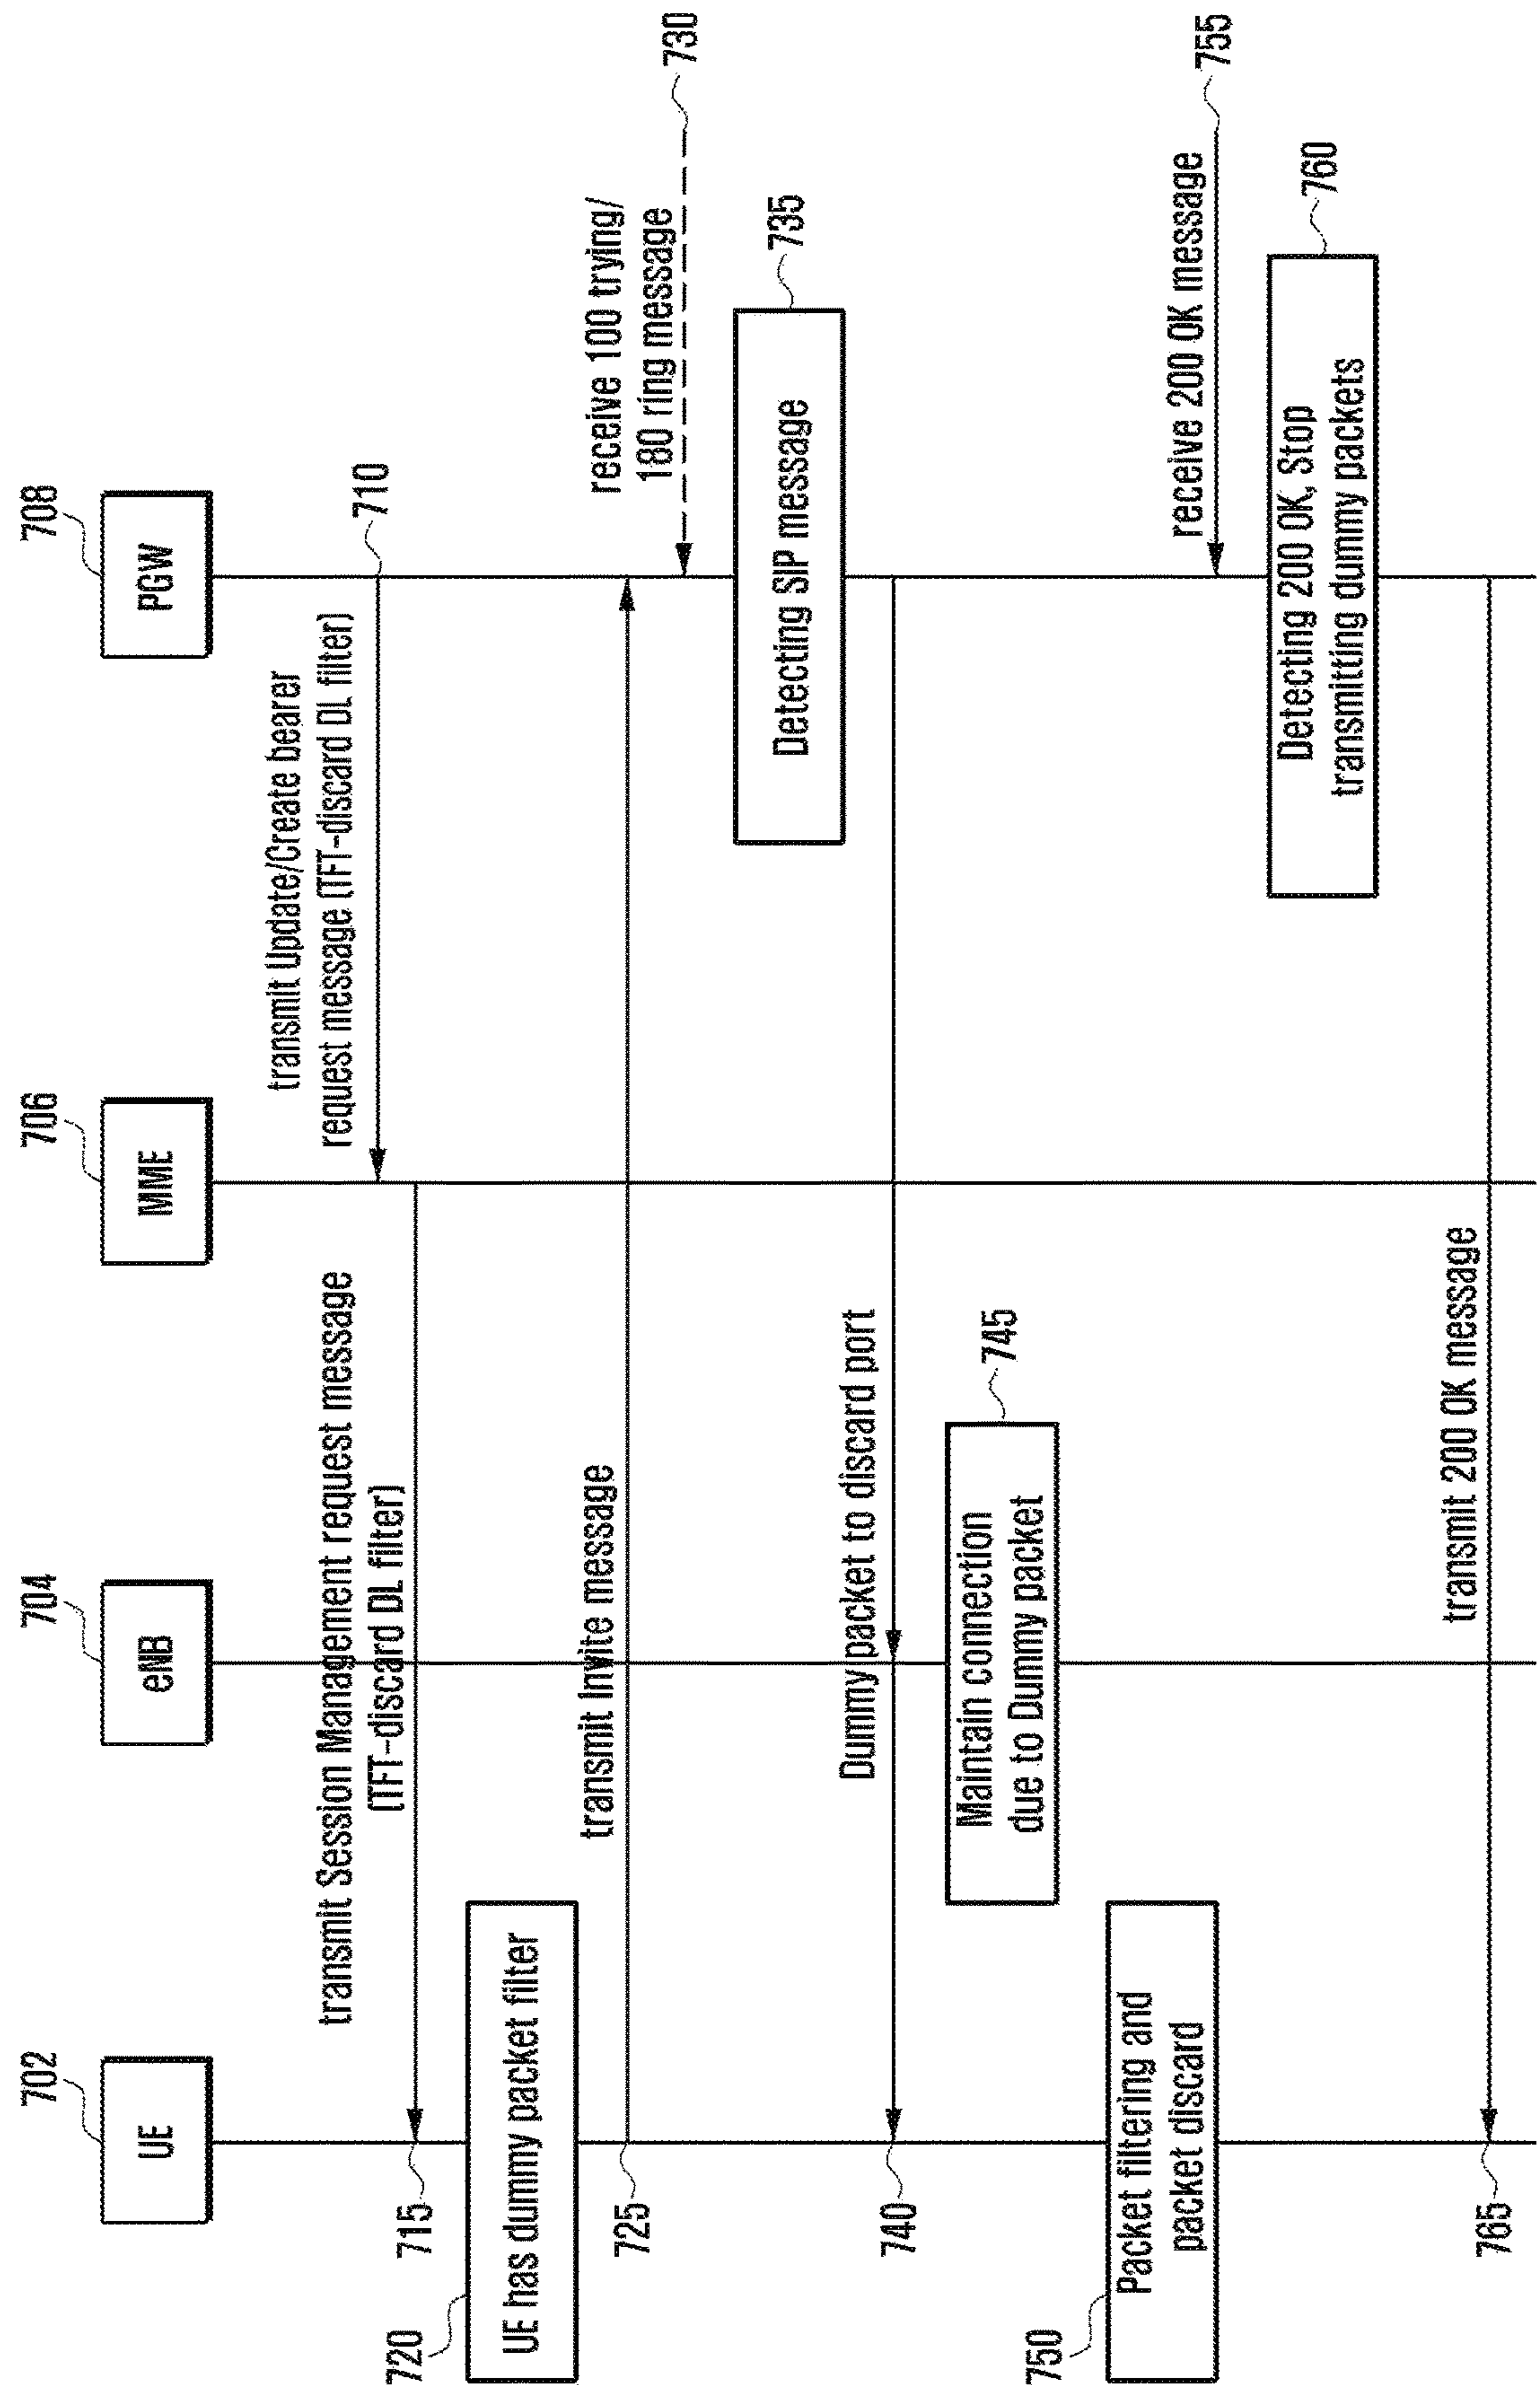 702
704
706
708
UE
eNB
MME
PGW
transmit Update/Create bearer
request message (TFT-discard DL filter)
710
transmit Session Management request message
(TFT-discard DL filter)
715
720
UE has dummy packet filter
transmit Invite message
725
receive 100 trying/
180 ring message
730
735
Detecting SIP message
Dummy packet to discard port
740
745
Maintain connection
due to Dummy packet
750
Packet filtering and
packet discard
receive 200 OK message
755
760
Detecting 200 OK, Stop
transmitting dummy packets
transmit 200 OK message
765